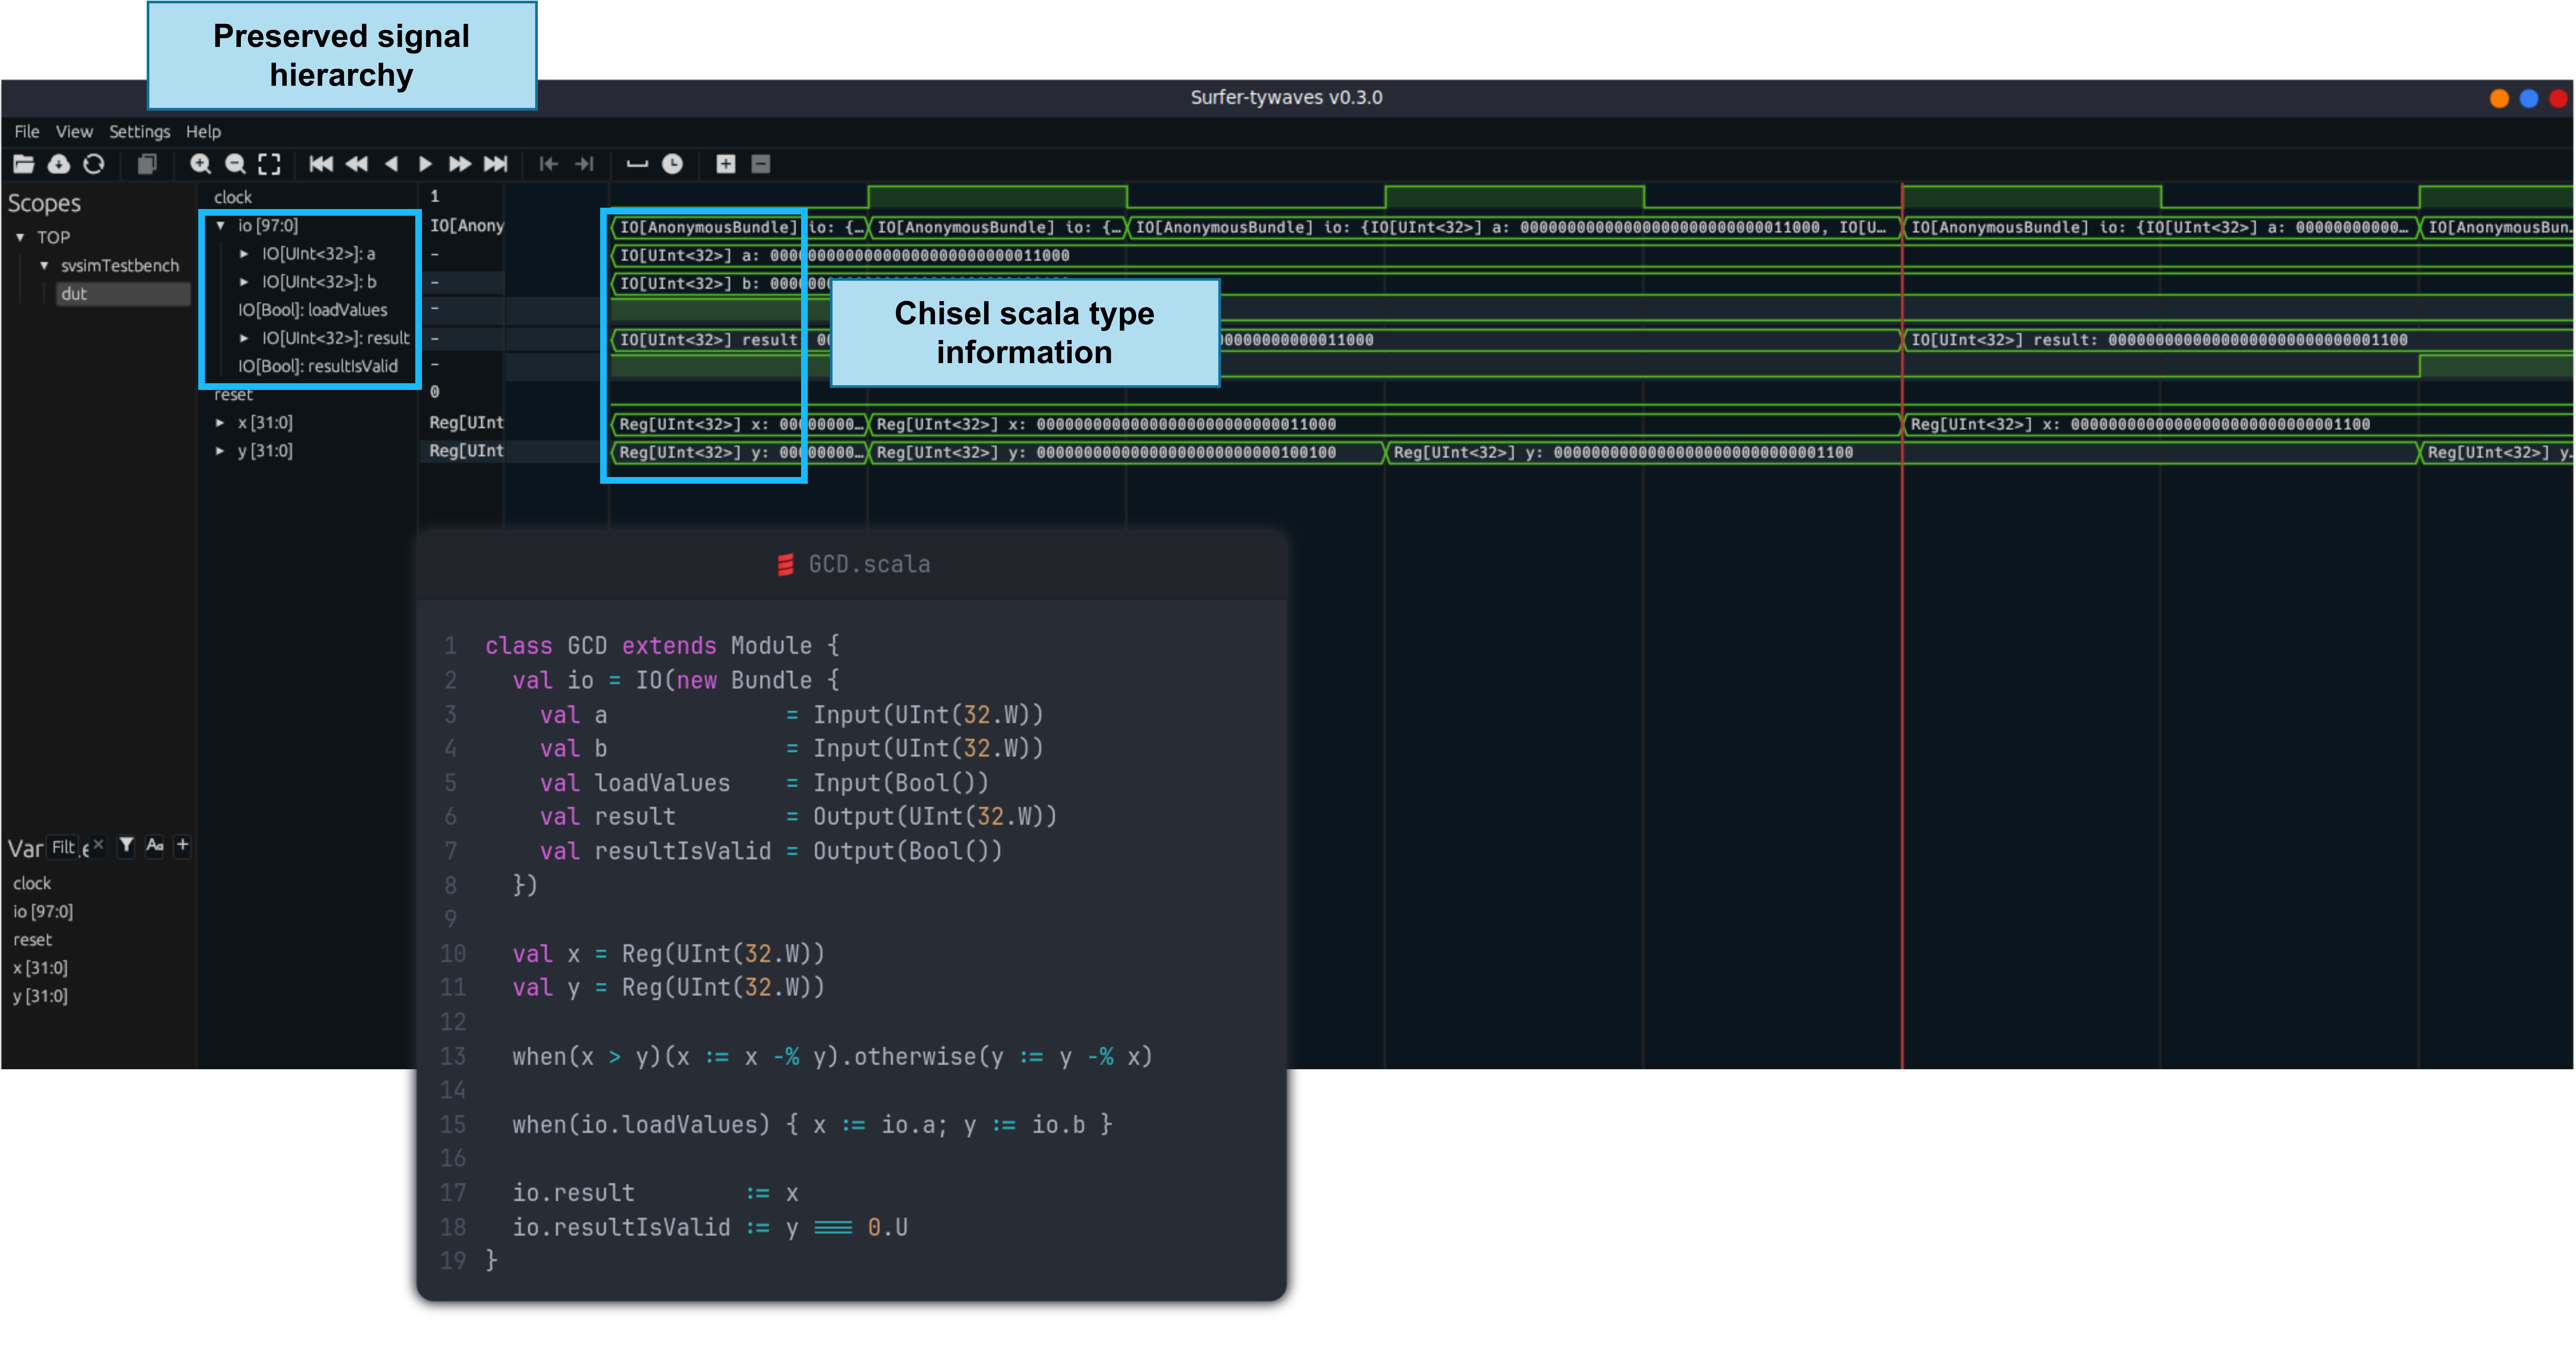 Preserved signal
hierarchy
Surfer-tywaves v0.3.0
File View Settings Help
Scopes
TOP
svsimTestbench
dut
clock
io [97:0]
IO[UInt<32>]: a
IO[UInt<32>]: b
IO[Bool]: loadValues
IO[UInt<32>]: result
IO[Bool]: resultIsValid
reset
x [31:0]
y [31:0]
1
IO[Anony
-
-
-
-
-
0
Reg[UInt
Reg[UInt
IO[AnonymousBundle] io: {… IO[AnonymousBundle] io: {… IO[AnonymousBundle] io: {IO[UInt<32>] a: 00000000000000000000000000011000, IO[U… IO[AnonymousBundle] io: {IO[UInt<32>] a: 00000000000… IO[AnonymousBun
IO[UInt<32>] a: 00000000000000000000000000011000
IO[UInt<32>] b:
Chisel scala type
information
IO[UInt<32>] result: IO[UInt<32>] result: 00000000000000000000000000001100
Reg[UInt<32>] x: 00000000… Reg[UInt<32>] x: 00000000000000000000000000011000 Reg[UInt<32>] x: 00000000000000000000000000001100
Reg[UInt<32>] y: 00000000… Reg[UInt<32>] y: 00000000000000000000000000100100 Reg[UInt<32>] y: 00000000000000000000000000001100 Reg[UInt<32>] y
Var Filt
clock
io [97:0]
reset
x [31:0]
y [31:0]
GCD.scala
1 class GCD extends Module {
2 val io = IO(new Bundle {
3 val a = Input(UInt(32.W))
4 val b = Input(UInt(32.W))
5 val loadValues = Input(Bool())
6 val result = Output(UInt(32.W))
7 val resultIsValid = Output(Bool())
8 })
9
10 val x = Reg(UInt(32.W))
11 val y = Reg(UInt(32.W))
12
13 when(x > y)(x := x -% y).otherwise(y := y -% x)
14
15 when(io.loadValues) { x := io.a; y := io.b }
16
17 io.result := x
18 io.resultIsValid := y === 0.U
19 }